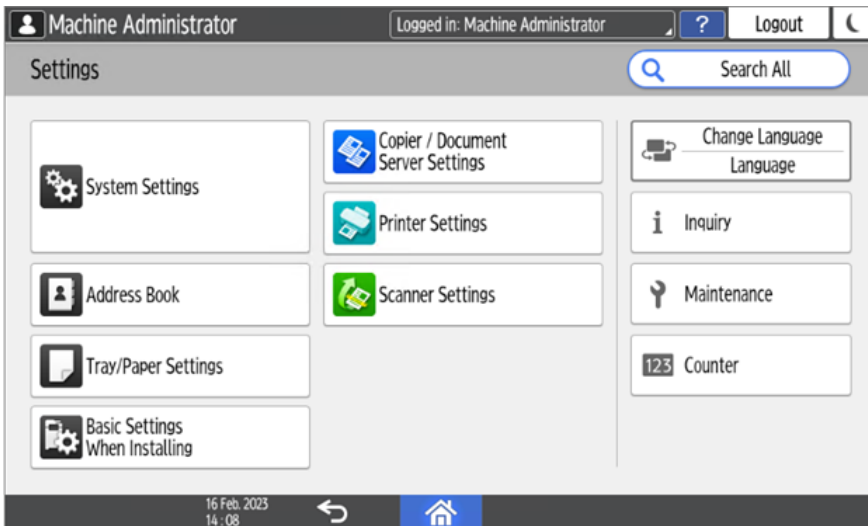 Machine Administrator
Logged in: Machine Administrator
?
Logout
Settings
Search All
System Settings
Copier / Document
Server Settings
Change Language
Language
Printer Settings
Inquiry
Address Book
Scanner Settings
Maintenance
Tray/Paper Settings
123 Counter
Basic Settings
When Installing
16 Feb. 2023
14 : 08